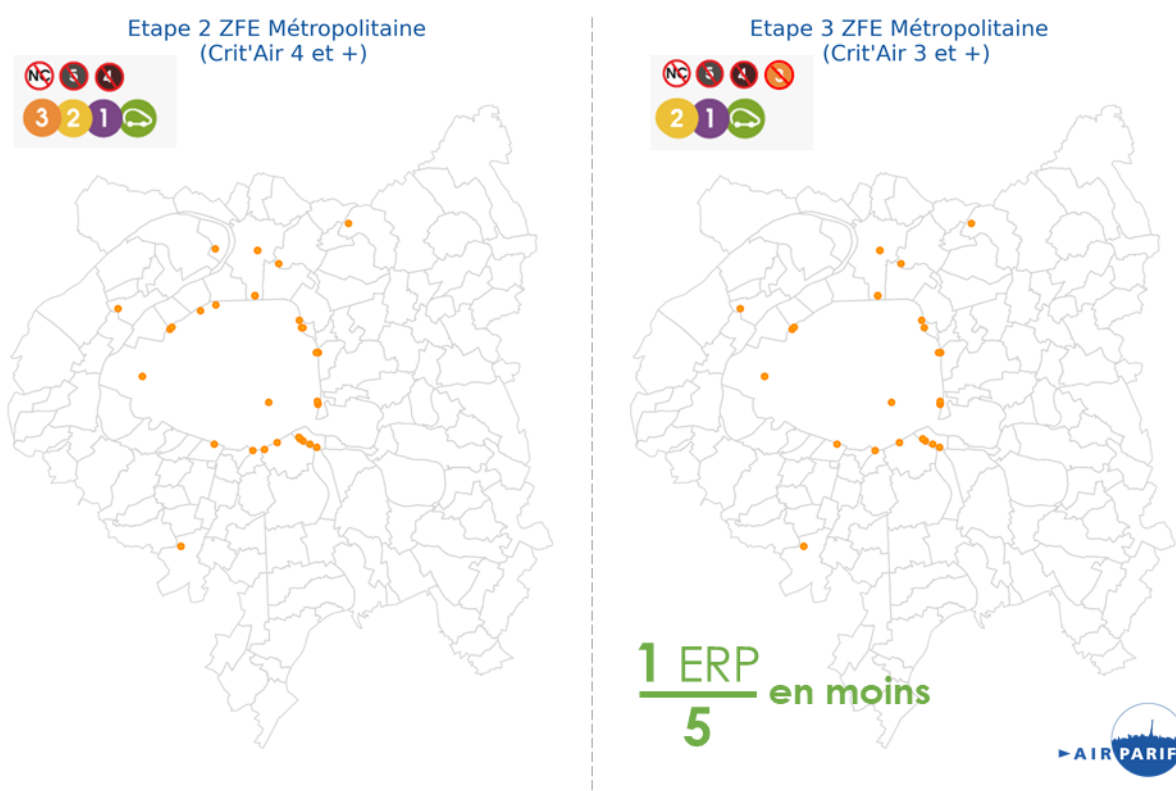 Etape 2 ZFE Métropolitaine
(Crit'Air 4 et +)
NC 5 4
3 2 1
Etape 3 ZFE Métropolitaine
(Crit'Air 3 et +)
NC 5 4 3
2 1
1 ERP
5
en moins
AIRPARIF